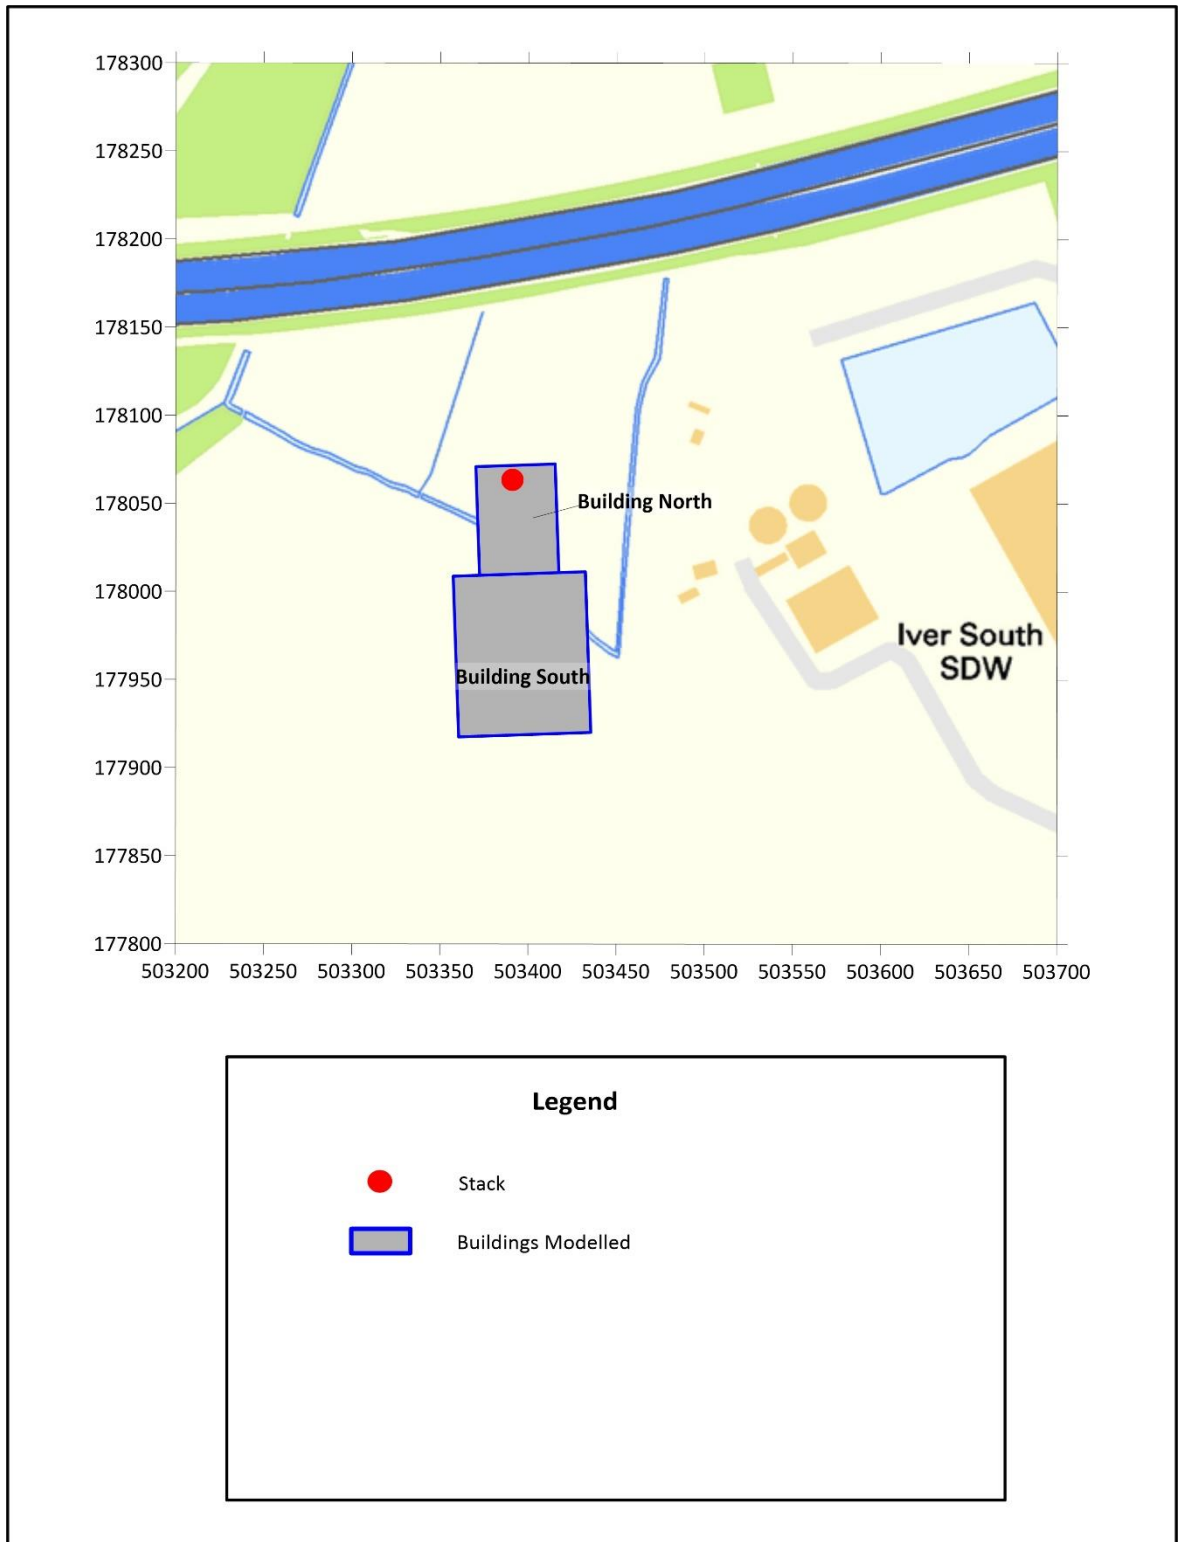 178300
178250
178200
178150
178100
178050
Building North
178000
Iver South
SDW
177950
Building South
177900
177850
177800
503200 503250 503300 503350 503400 503450 503500 503550 503600 503650 503700
Legend
Stack
Buildings Modelled